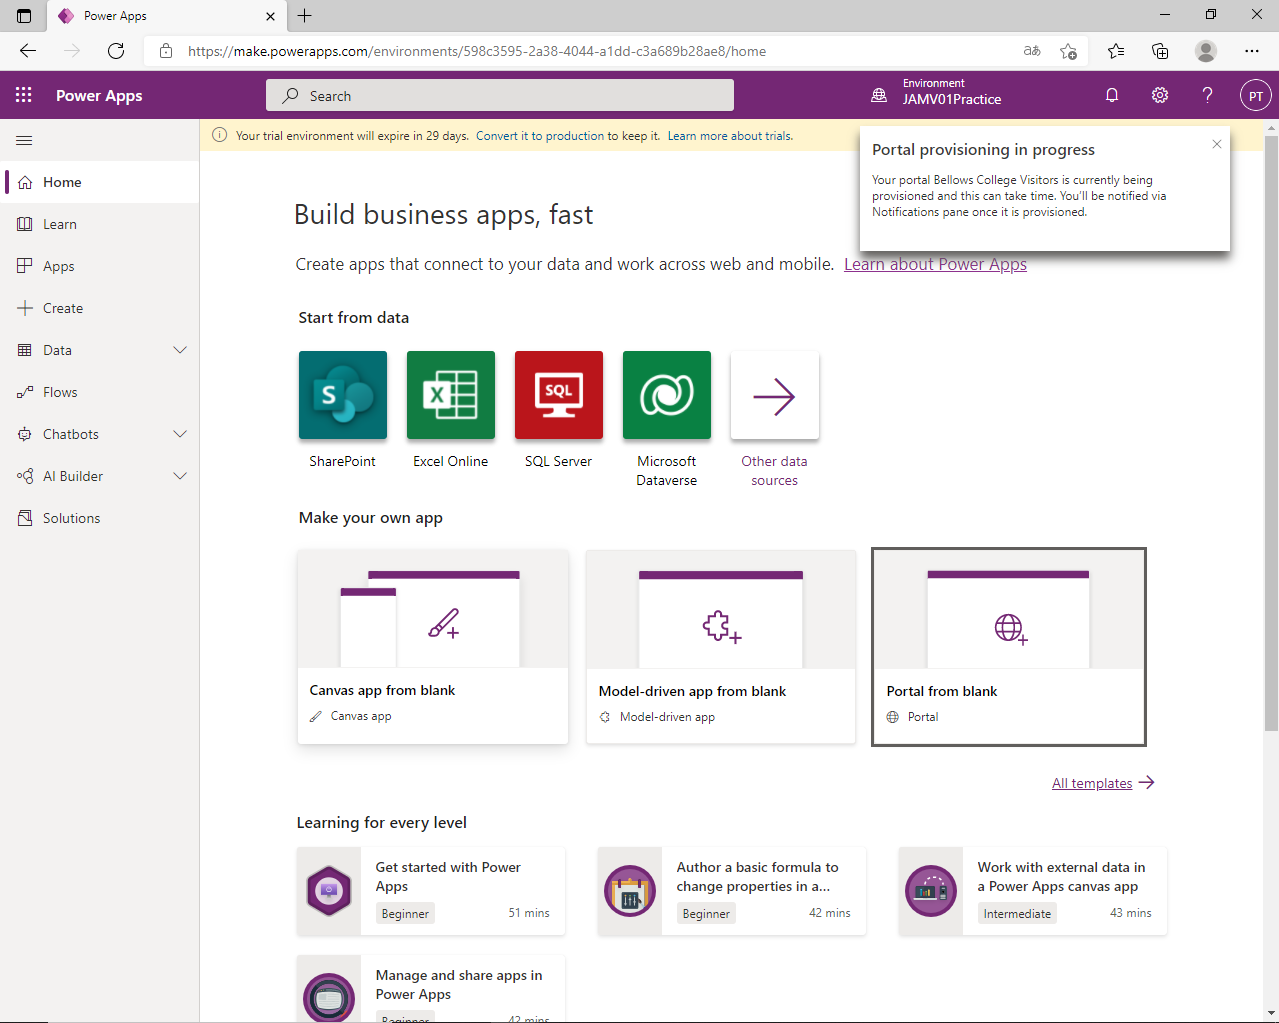 Power Apps
https://make.powerapps.com/environments/598c3595-2a38-4044-a1dd-c3a689b28ae8/home
aあ
Power Apps
Search
Environment
JAMV01Practice
?
PT
Your trial environment will expire in 29 days. Convert it to production to keep it. Learn more about trials.
Portal provisioning in progress
Your portal Bellows College Visitors is currently being
provisioned and this can take time. You'll be notified via
Notifications pane once it is provisioned.
Home
Learn
Apps
Create
Data
Flows
Chatbots
AI Builder
Solutions
Build business apps, fast
Create apps that connect to your data and work across web and mobile. Learn about Power Apps
Start from data
S
X
SQL
SharePoint
Excel Online
SQL Server
Microsoft
Dataverse
Other data
sources
Make your own app
Canvas app from blank
Canvas app
Model-driven app from blank
Model-driven app
Portal from blank
Portal
All templates
Learning for every level
Get started with Power
Apps
Beginner 51 mins
Author a basic formula to
change properties in a...
Beginner 42 mins
Work with external data in
a Power Apps canvas app
Intermediate 43 mins
Manage and share apps in
Power Apps
Beginner 42 mins